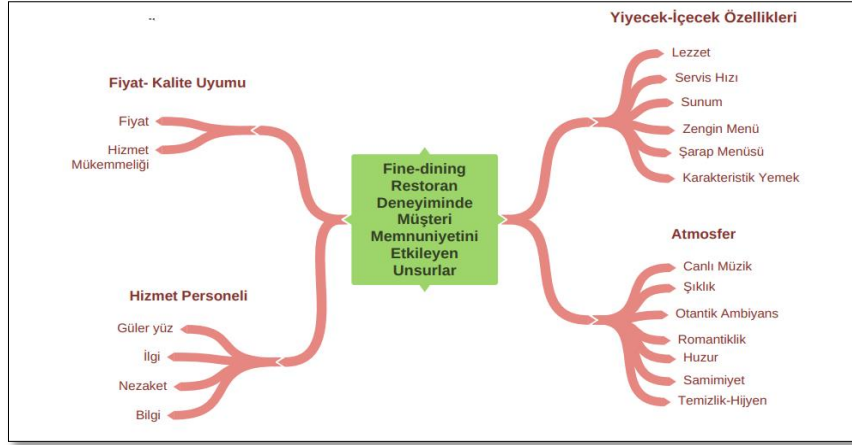 Fine-dining
Restoran
Deneyiminde
Müşteri
Memnuniyetini
Etkileyen
Unsurlar
Fiyat- Kalite Uyumu
Fiyat
Hizmet
Mükemmeliği
Hizmet Personeli
Güler yüz
İlgi
Nezaket
Bilgi
Yiyecek-İçecek Özellikleri
Lezzet
Servis Hızı
Sunum
Zengin Menü
Şarap Menüsü
Karakteristik Yemek
Atmosfer
Canlı Müzik
Şıklık
Otantik Ambiyans
Romantiklik
Huzur
Samimiyet
Temizlik-Hijyen